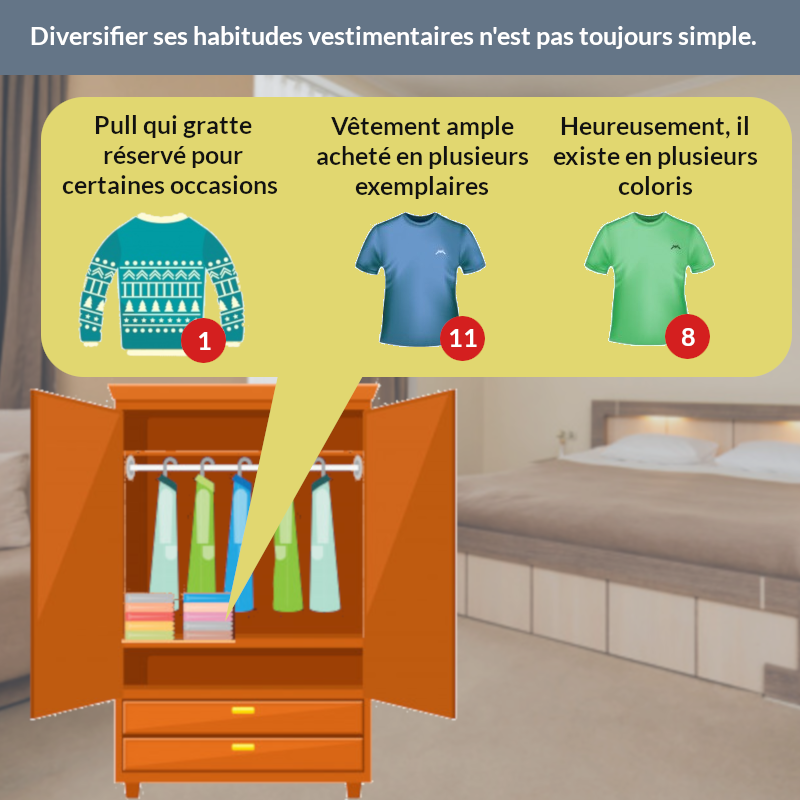 Diversifier ses habitudes vestimentaires n'est pas toujours simple.
Pull qui gratte
réservé pour
certaines occasions
1
Vêtement ample
acheté en plusieurs
exemplaires
11
Heureusement, il
existe en plusieurs
coloris
8